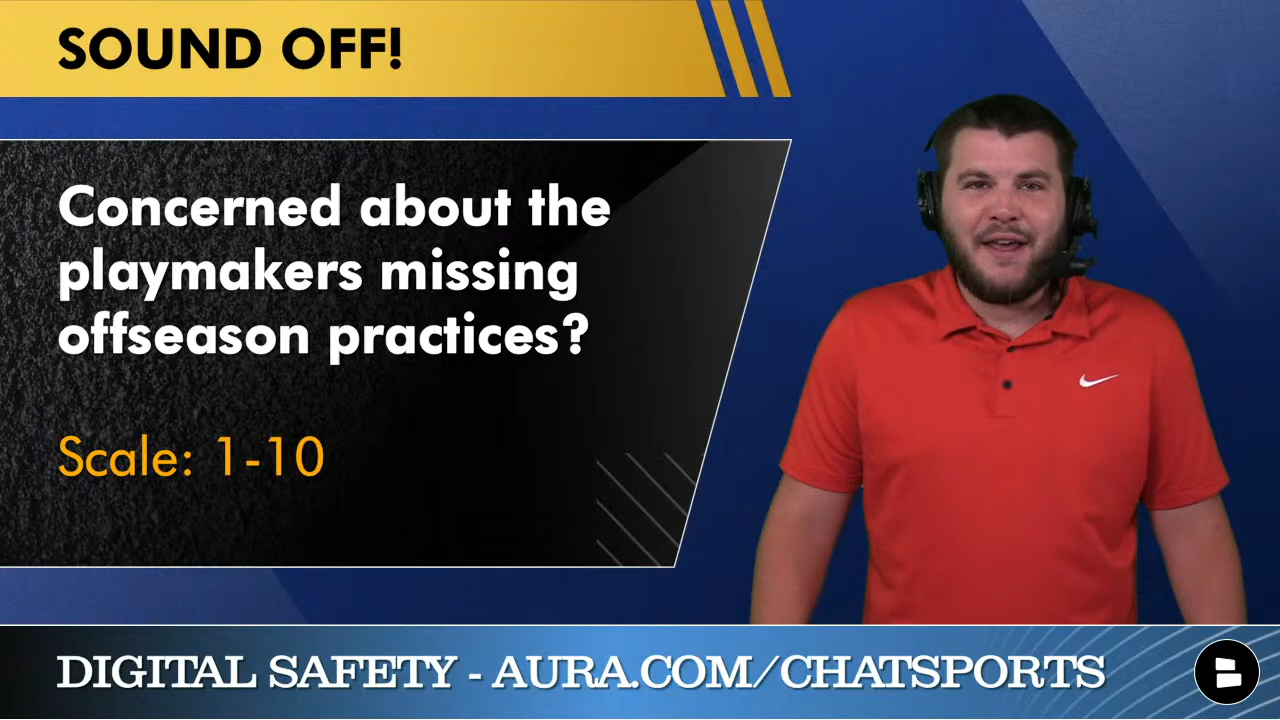 SOUND OFF!
Concerned about the
playmakers missing
offseason practices?
Scale: 1-10
DIGITAL SAFETY - AURA.COM/CHATSPORTS